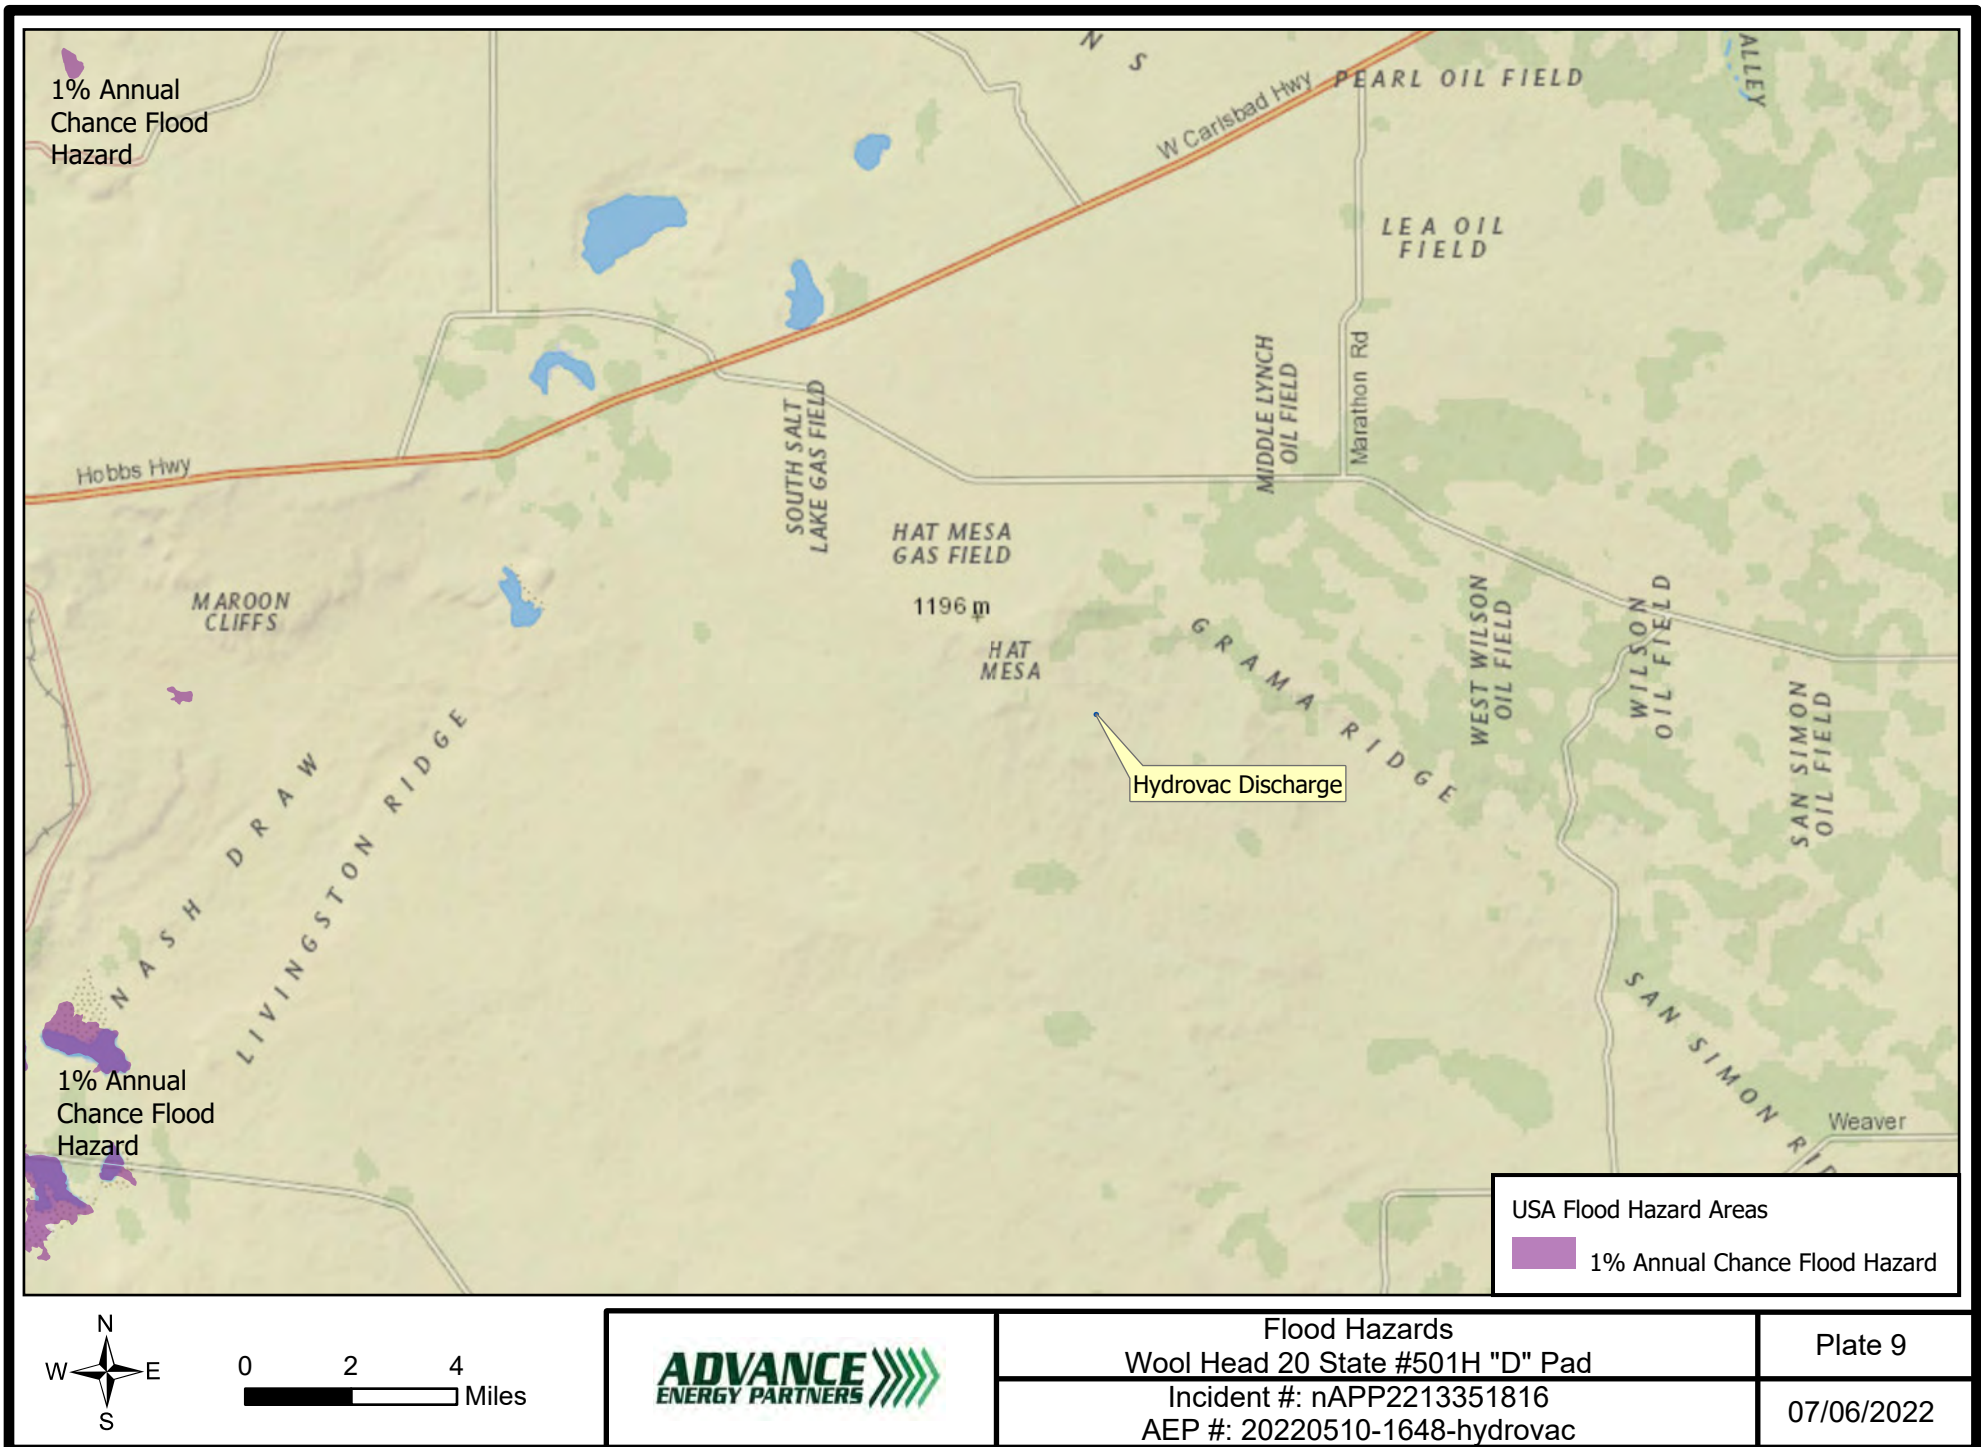 1% Annual
Chance Flood
Hazard
N S
W Carlsbad Hwy
PEARL OIL FIELD
ALLEY
LEA OIL
FIELD
MIDDLE LYNCH
OIL FIELD
Marathon Rd
Hobbs Hwy
SOUTH SALT
LAKE GAS FIELD
HAT MESA
GAS FIELD
1196 m
HAT
MESA
MAROON
CLIFFS
GRAMA RIDGE
WEST WILSON
OIL FIELD
WILSON
OIL FIELD
SAN SIMON
OIL FIELD
Hydrovac Discharge
NASH DRAW
LIVINGSTON RIDGE
1% Annual
Chance Flood
Hazard
SAN SIMON RID
Weaver
USA Flood Hazard Areas
1% Annual Chance Flood Hazard
N
W E
S
0 2 4
Miles
ADVANCE
ENERGY PARTNERS
Flood Hazards
Wool Head 20 State #501H "D" Pad
Incident #: nAPP2213351816
AEP #: 20220510-1648-hydrovac
Plate 9
07/06/2022